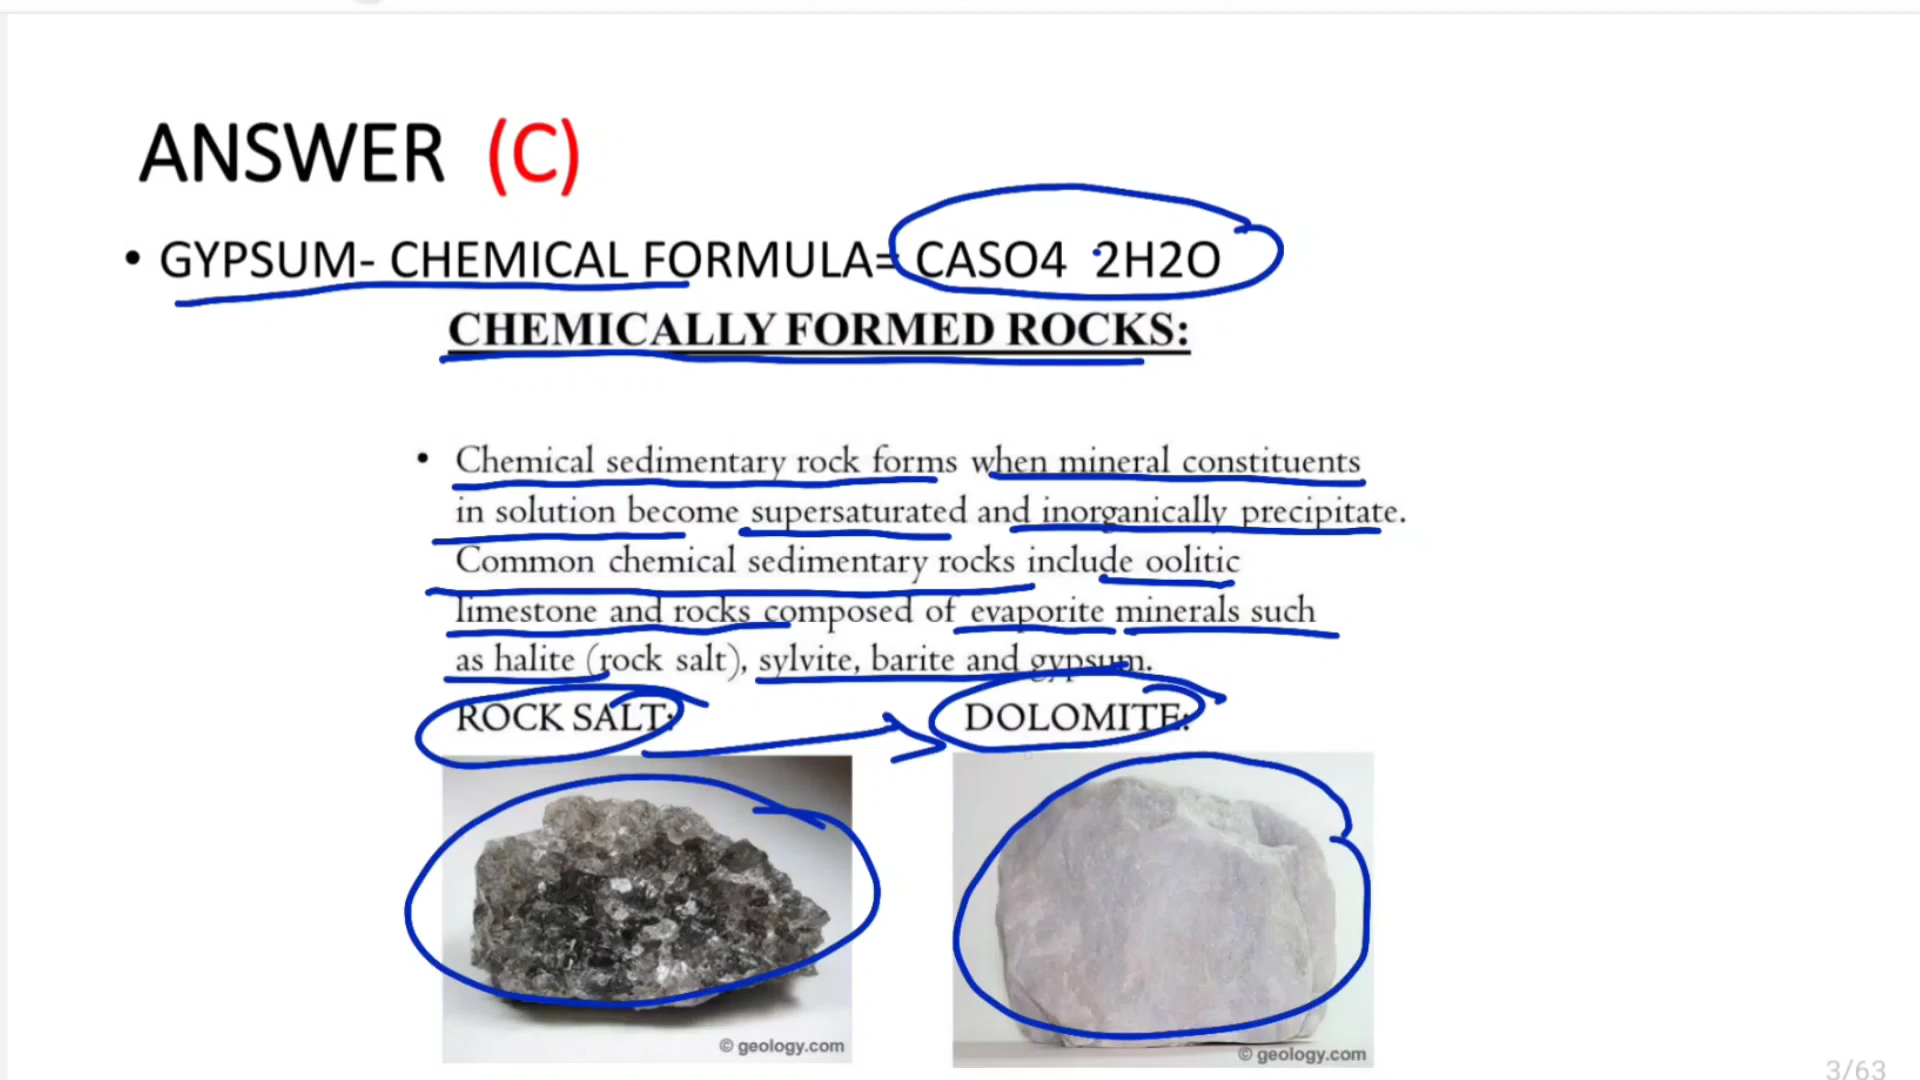 ANSWER (C)
• GYPSUM- CHEMICAL FORMULA= CASO4 2H2O
CHEMICALLY FORMED ROCKS:
• Chemical sedimentary rock forms when mineral constituents
in solution become supersaturated and inorganically precipitate.
Common chemical sedimentary rocks include oolitic
limestone and rocks composed of evaporite minerals such
as halite (rock salt), sylvite, barite and gypsum.
ROCK SALT: DOLOMITE:
© geology.com © geology.com
3/63